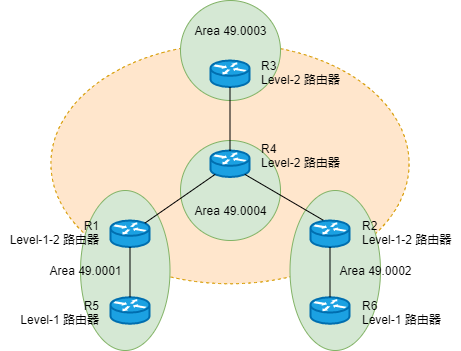 Area 49.0003
R3
Level-2 路由器
R4
Level-2 路由器
Area 49.0004
R1
Level-1-2 路由器
R2
Level-1-2 路由器
Area 49.0001
Area 49.0002
R5
Level-1 路由器
R6
Level-1 路由器